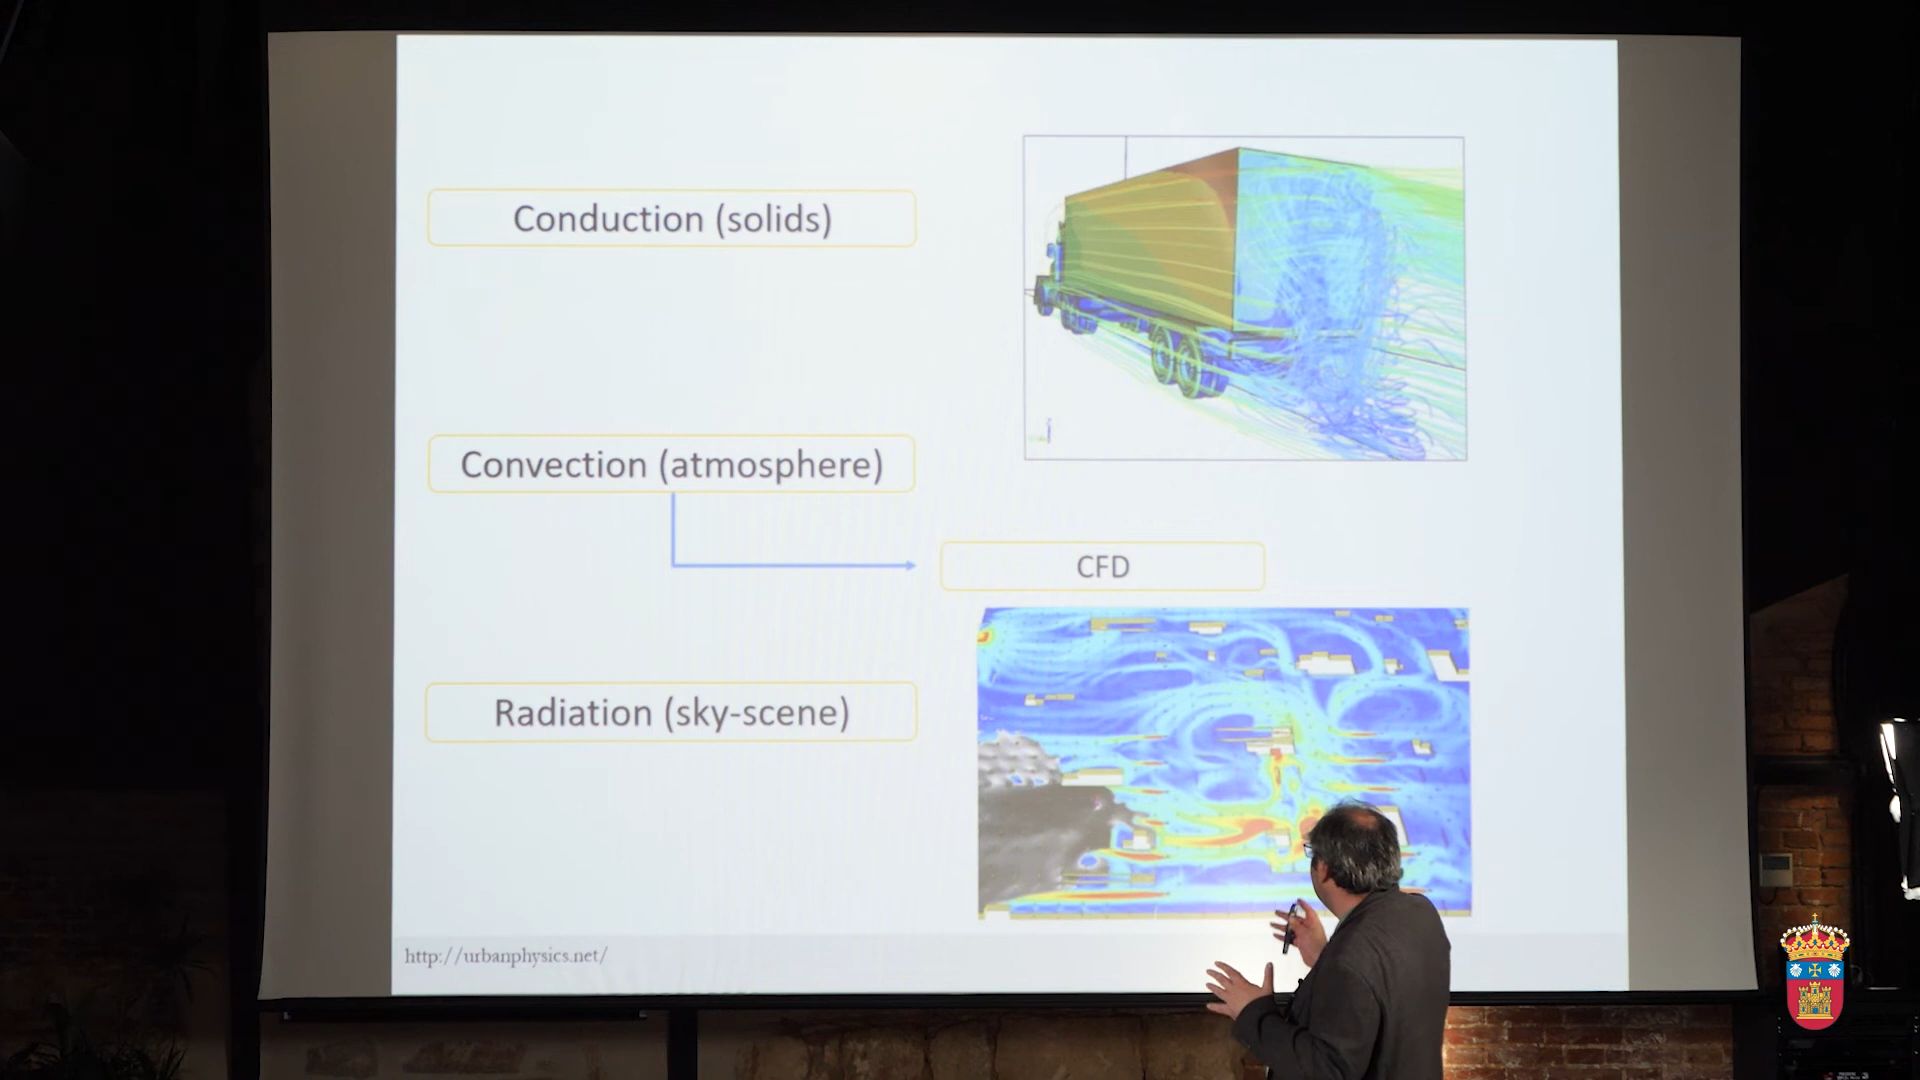 Conduction (solids)
Convection (atmosphere)
CFD
Radiation (sky-scene)
http://urbanphysics.net/